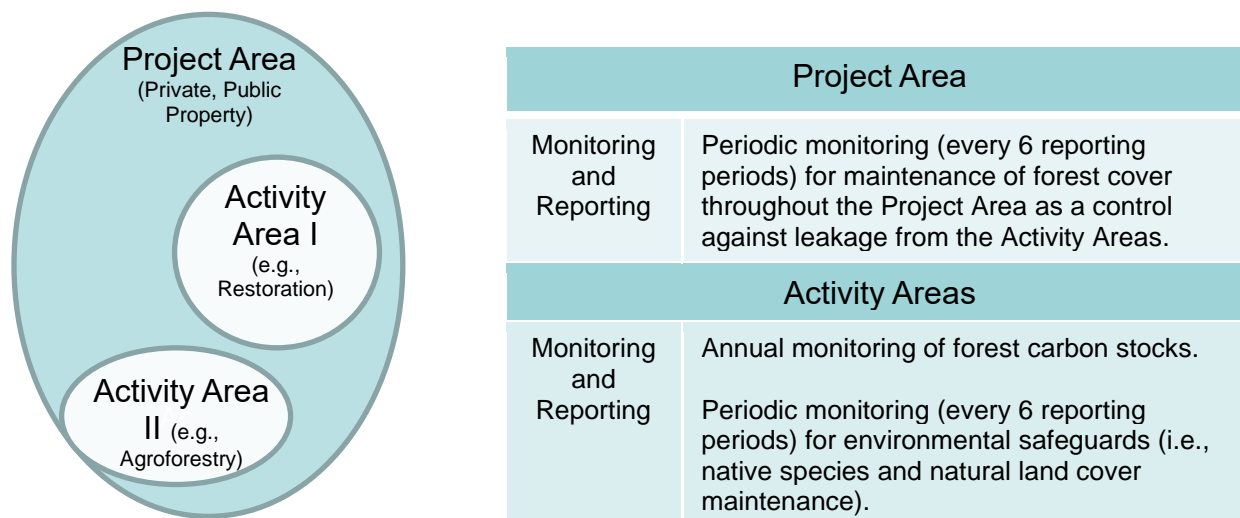 Project Area
(Private, Public
Property)
Activity
Area I
(e.g.,
Restoration)
Activity Area
II (e.g.,
Agroforestry)
Project Area
Monitoring
and
Reporting
Periodic monitoring (every 6 reporting
periods) for maintenance of forest cover
throughout the Project Area as a control
against leakage from the Activity Areas.
Activity Areas
Monitoring
and
Reporting
Annual monitoring of forest carbon stocks.
Periodic monitoring (every 6 reporting
periods) for environmental safeguards (i.e.,
native species and natural land cover
maintenance).